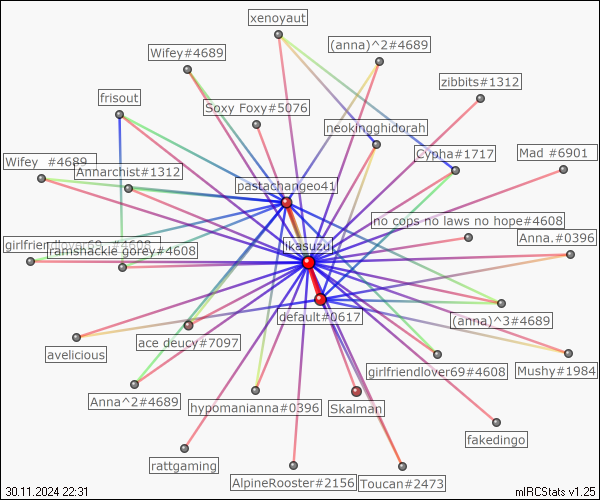 xenoyaut
(anna)^2#4689
Wifey#4689
zibbits#1312
frisout
Soxy Foxy#5076
neokingghidorah
Cypha#1717
Mad #6901
Wifey #4689
Annarchist#1312
pastachangeo41
no cops no laws no hope#4608
Anna.#0396
girlfriendlover69 #4608
ramshackle gorey#4608
ikasuzu
default#0617
(anna)^3#4689
avelicious
ace deucy#7097
girlfriendlover69#4608
Mushy#1984
Anna^2#4689
hypomanianna#0396
Skalman
fakedingo
rattgaming
AlpineRooster#2156
Toucan#2473
30.11.2024 22:31
mIRCStats v1.25